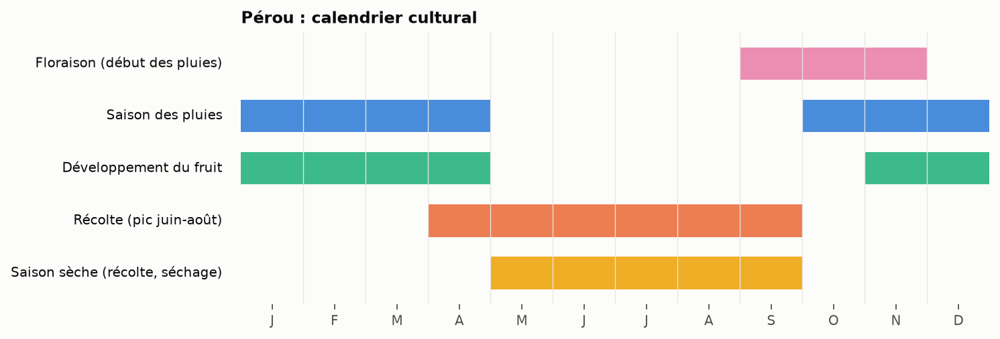 Pérou : calendrier cultural
Floraison (début des pluies)
Saison des pluies
Développement du fruit
Récolte (pic juin-août)
Saison sèche (récolte, séchage)
J F M A M J J A S O N D